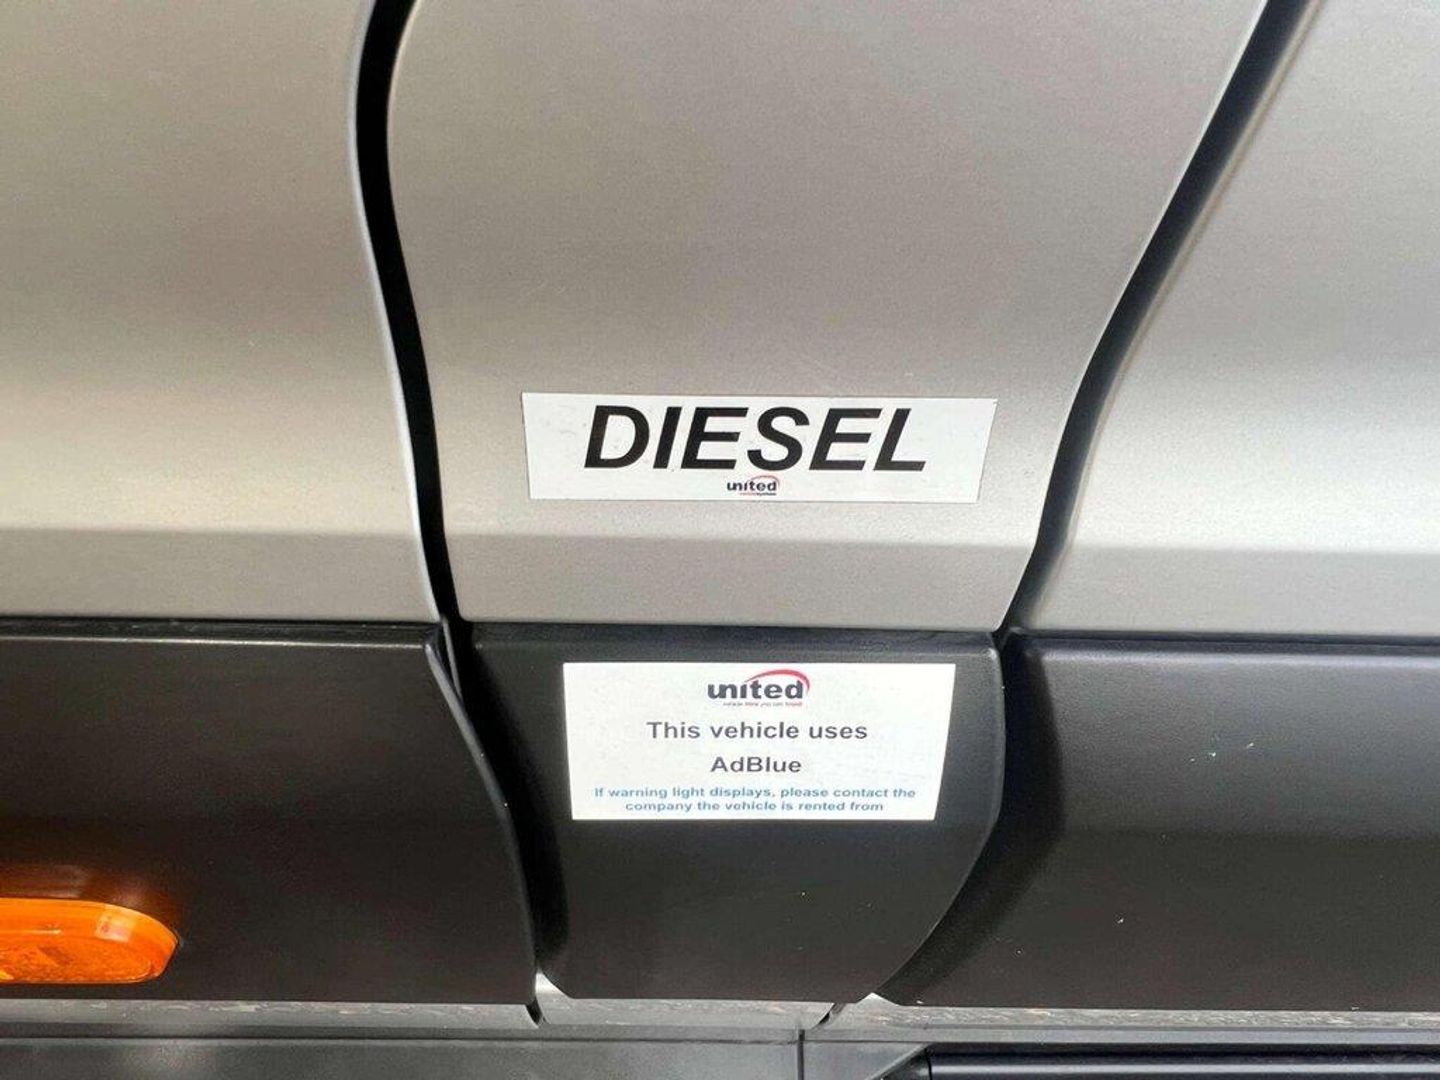 DIESEL
united
united
This vehicle uses
AdBlue
If warning light displays, please contact the
company the vehicle is rented from